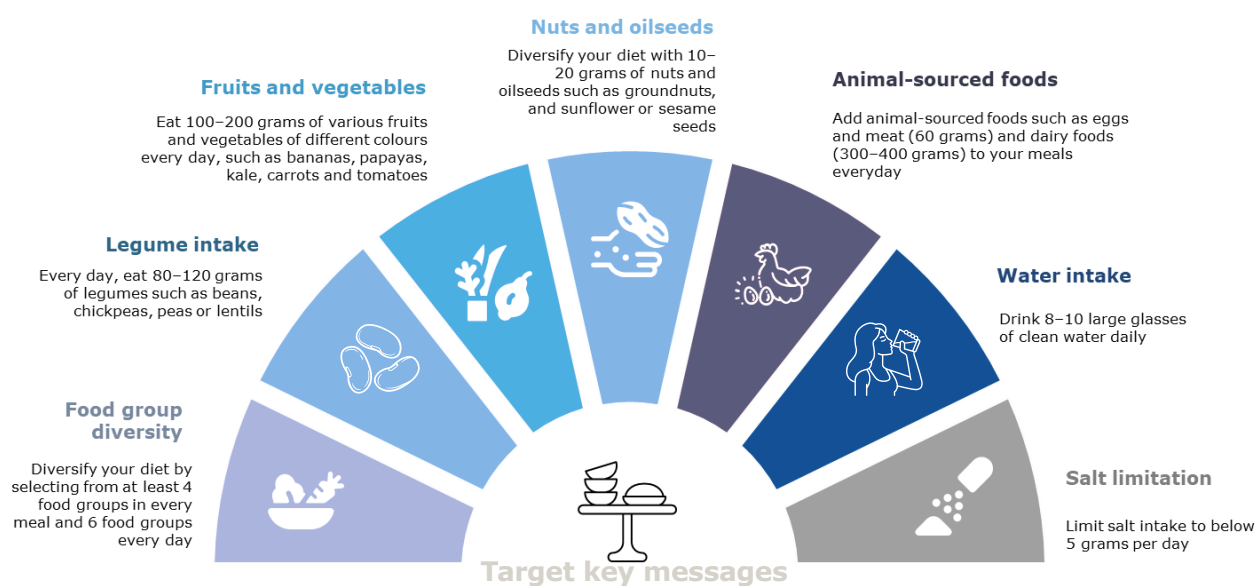 Nuts and oilseeds
Diversify your diet with 10–
20 grams of nuts and
oilseeds such as groundnuts,
and sunflower or sesame
seeds
Fruits and vegetables
Eat 100–200 grams of various fruits
and vegetables of different colours
every day, such as bananas, papayas,
kale, carrots and tomatoes
Animal-sourced foods
Add animal-sourced foods such as eggs
and meat (60 grams) and dairy foods
(300–400 grams) to your meals
everyday
Legume intake
Every day, eat 80–120 grams
of legumes such as beans,
chickpeas, peas or lentils
Water intake
Drink 8–10 large glasses
of clean water daily
Food group
diversity
Diversify your diet by
selecting from at least 4
food groups in every
meal and 6 food groups
every day
Salt limitation
Limit salt intake to below
5 grams per day
Target key messages